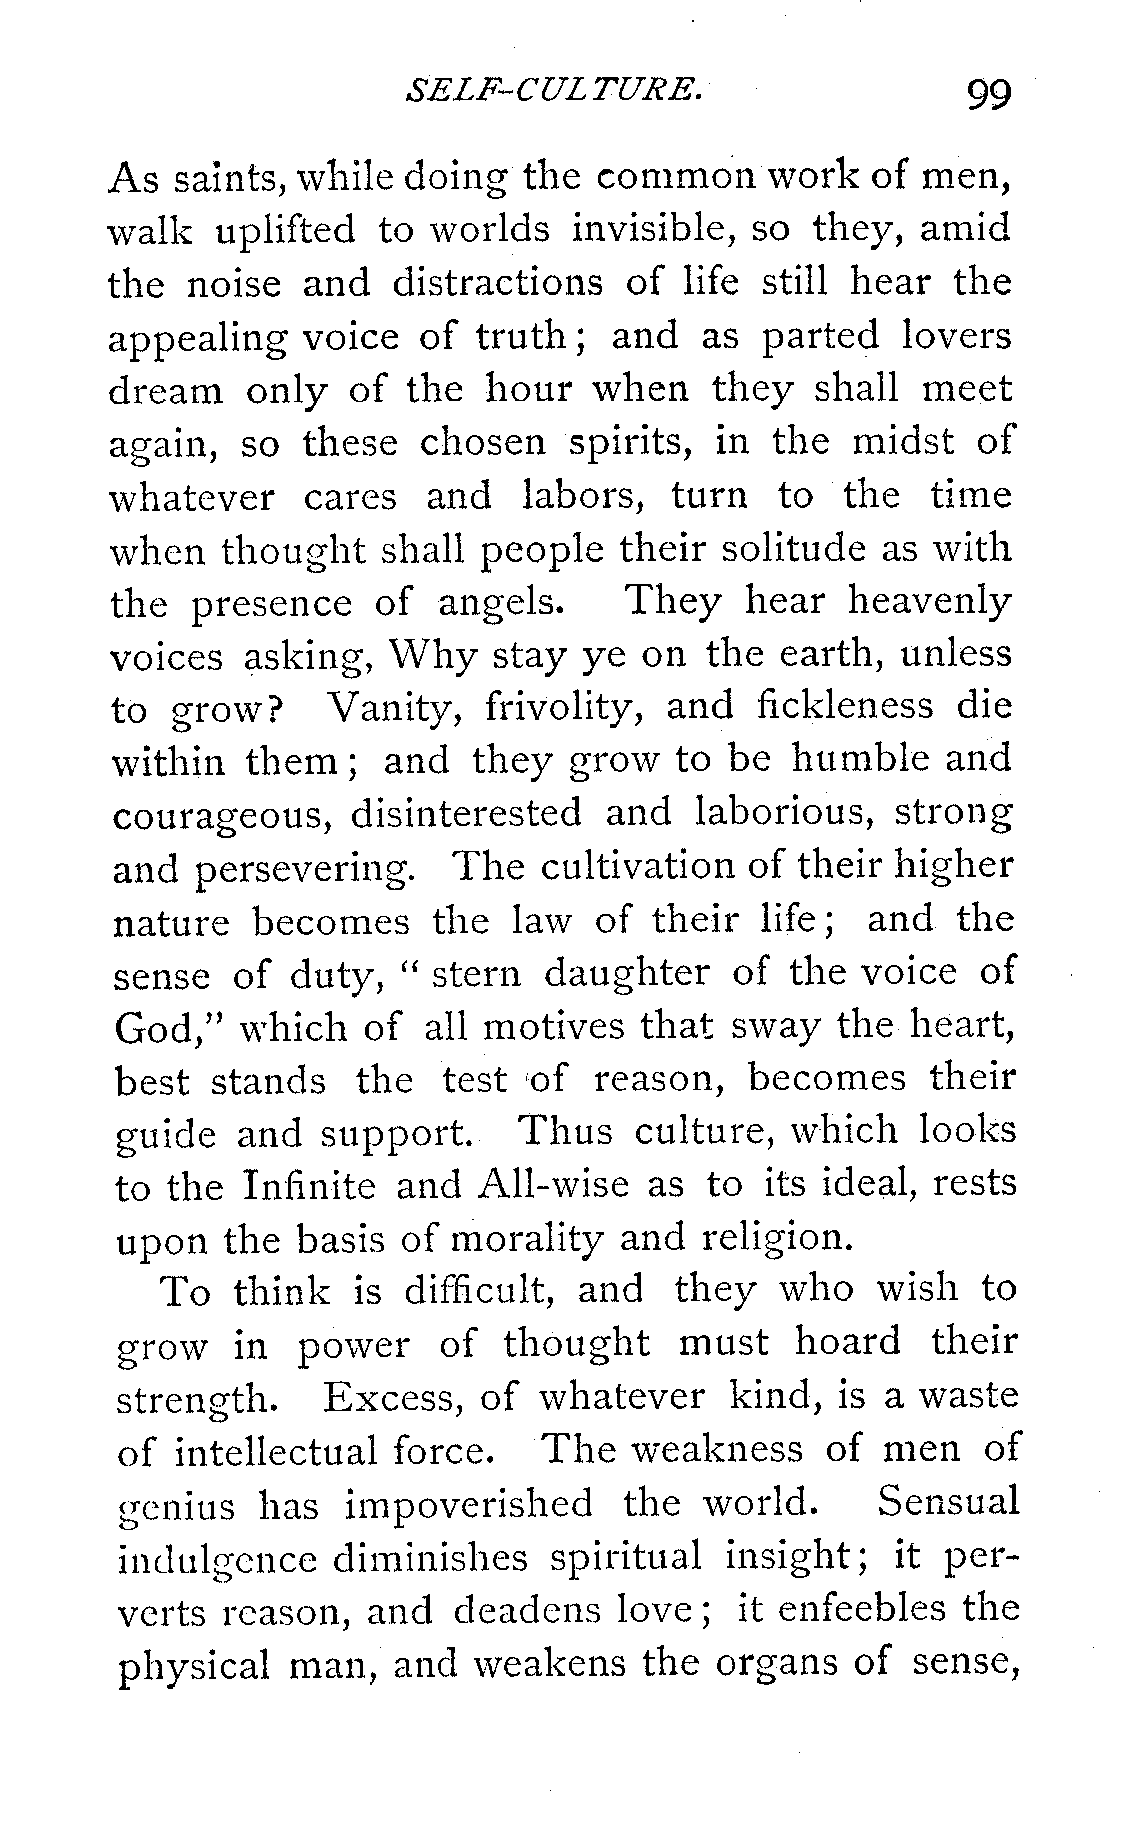 SELF-CULTURE. 99
As saints, while doing the common work of men,
walk uplifted to worlds invisible, so they, amid
the noise and distractions of life still hear the
appealing voice of truth; and as parted lovers
dream only of the hour when they shall meet
again, so these chosen spirits, in the midst of
whatever cares and labors, turn to the time
when thought shall people their solitude as with
the presence of angels. They hear heavenly
voices asking, Why stay ye on the earth, unless
to grow? Vanity, frivolity, and fickleness die
within them; and they grow to be humble and
courageous, disinterested and laborious, strong
and persevering. The cultivation of their higher
nature becomes the law of their life; and the
sense of duty, "stern daughter of the voice of
God," which of all motives that sway the heart,
best stands the test of reason, becomes their
guide and support. Thus culture, which looks
to the Infinite and All-wise as to its ideal, rests
upon the basis of morality and religion.
To think is difficult, and they who wish to
grow in power of thought must hoard their
strength. Excess, of whatever kind, is a waste
of intellectual force. The weakness of men of
genius has impoverished the world. Sensual
indulgence diminishes spiritual insight; it per-
verts reason, and deadens love; it enfeebles the
physical man, and weakens the organs of sense,